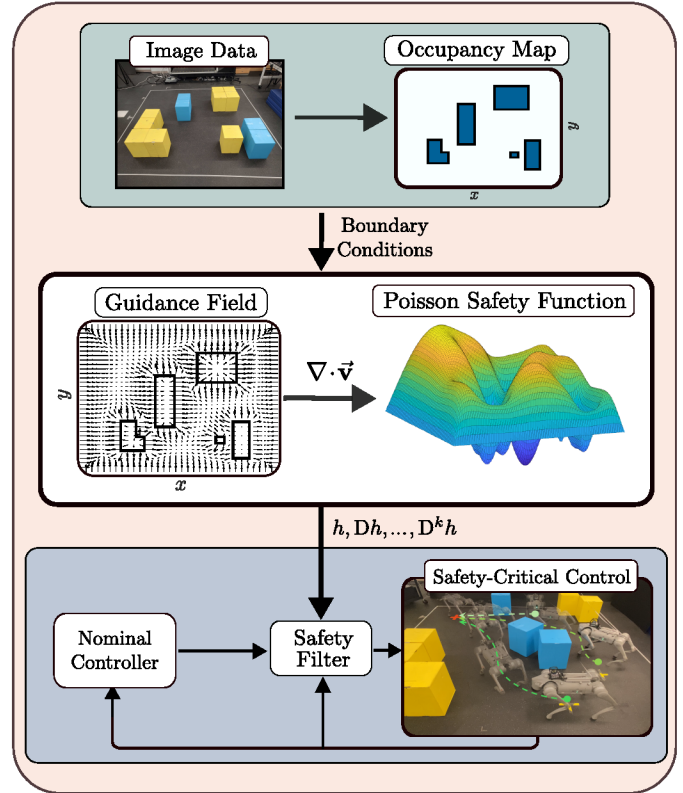 Image Data
Occupancy Map
y
x
Boundary
Conditions
Guidance Field
Poisson Safety Function
∇·v⃗
y
x
h, Dh, ..., Dᵏh
Safety-Critical Control
Nominal
Controller
Safety
Filter